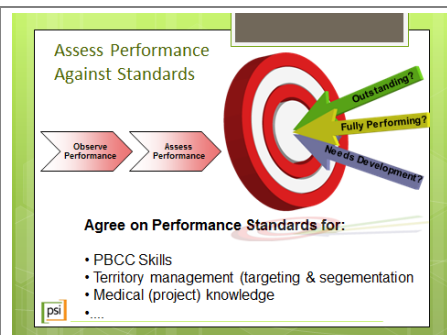 Assess Performance
Against Standards
Outstanding?
Fully Performing?
Needs Development?
Observe
Performance
Assess
Performance
Agree on Performance Standards for:
• PBCC Skills
• Territory management (targeting & segementation
• Medical (project) knowledge
•....
psi